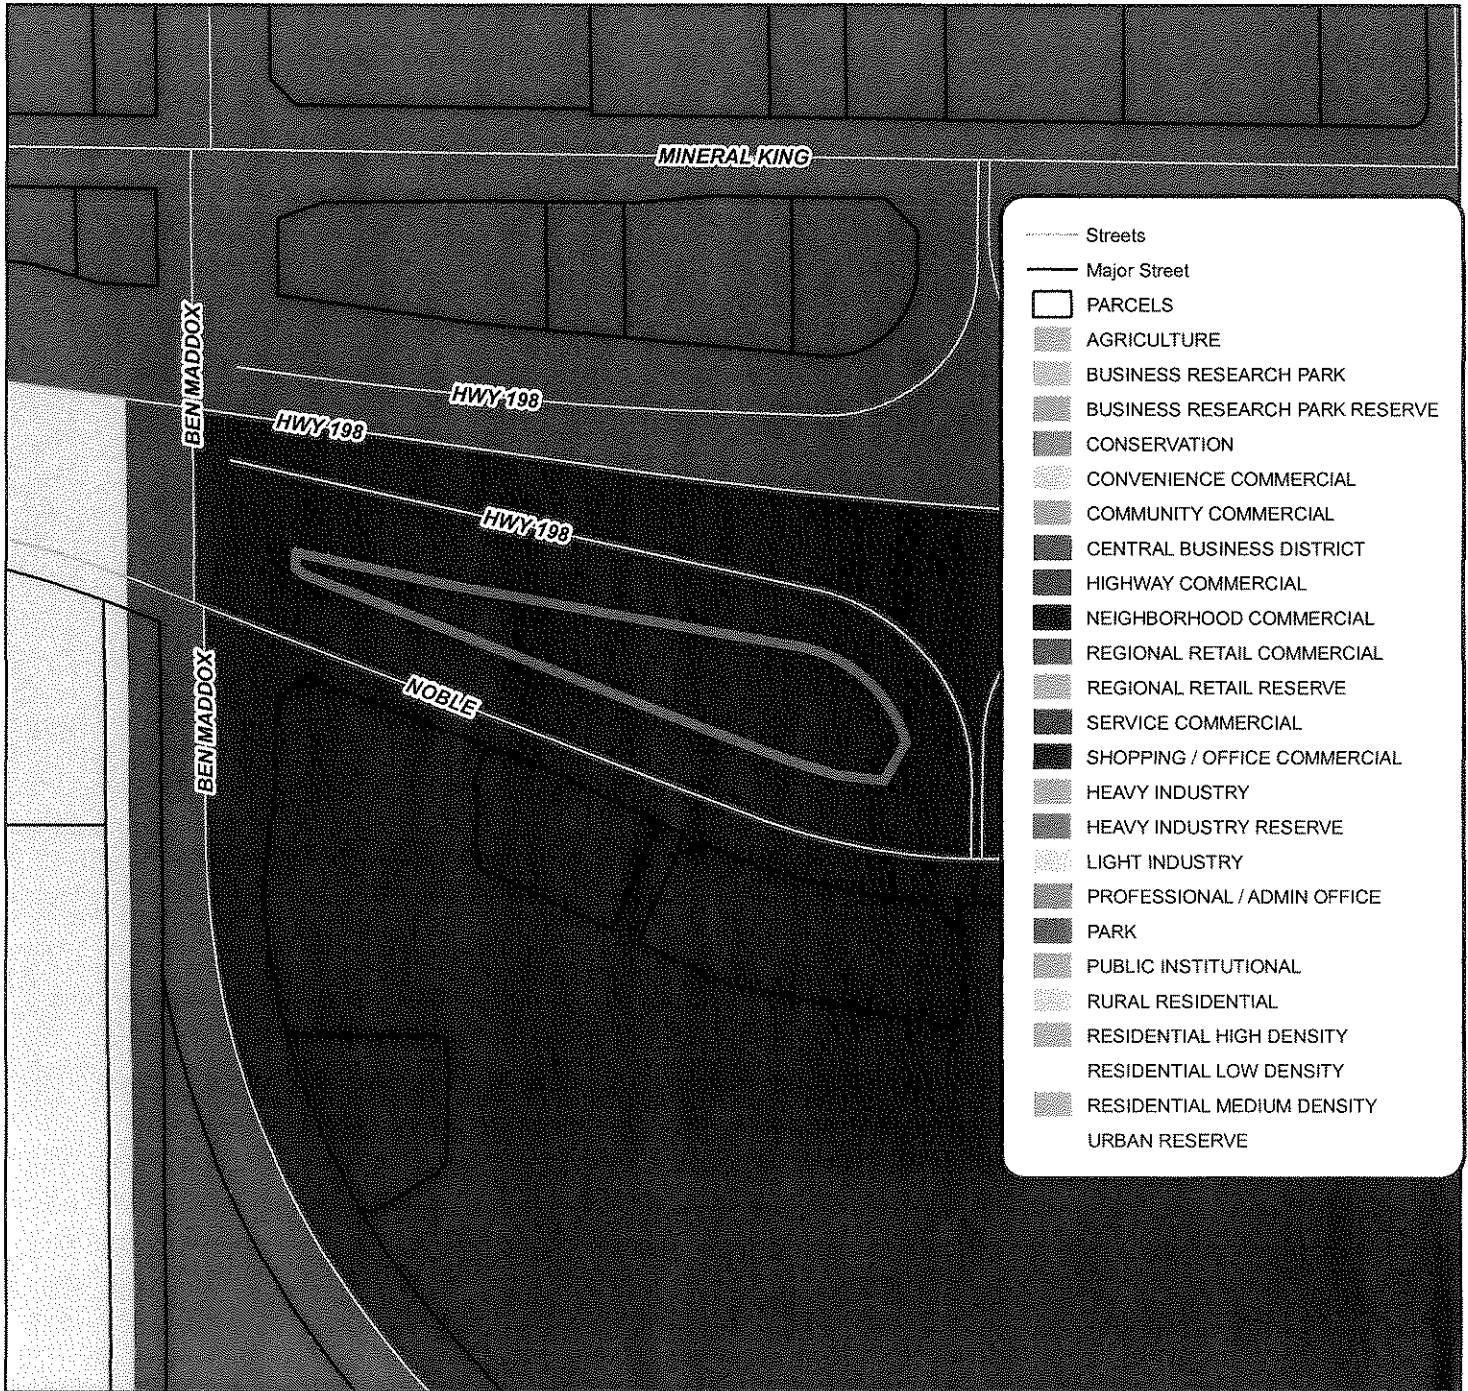 MINERAL KING
BEN MADDOX
HWY 198
HWY 198
HWY 198
NOBLE
BEN MADDOX
Streets
Major Street
PARCELS
AGRICULTURE
BUSINESS RESEARCH PARK
BUSINESS RESEARCH PARK RESERVE
CONSERVATION
CONVENIENCE COMMERCIAL
COMMUNITY COMMERCIAL
CENTRAL BUSINESS DISTRICT
HIGHWAY COMMERCIAL
NEIGHBORHOOD COMMERCIAL
REGIONAL RETAIL COMMERCIAL
REGIONAL RETAIL RESERVE
SERVICE COMMERCIAL
SHOPPING / OFFICE COMMERCIAL
HEAVY INDUSTRY
HEAVY INDUSTRY RESERVE
LIGHT INDUSTRY
PROFESSIONAL / ADMIN OFFICE
PARK
PUBLIC INSTITUTIONAL
RURAL RESIDENTIAL
RESIDENTIAL HIGH DENSITY
RESIDENTIAL LOW DENSITY
RESIDENTIAL MEDIUM DENSITY
URBAN RESERVE